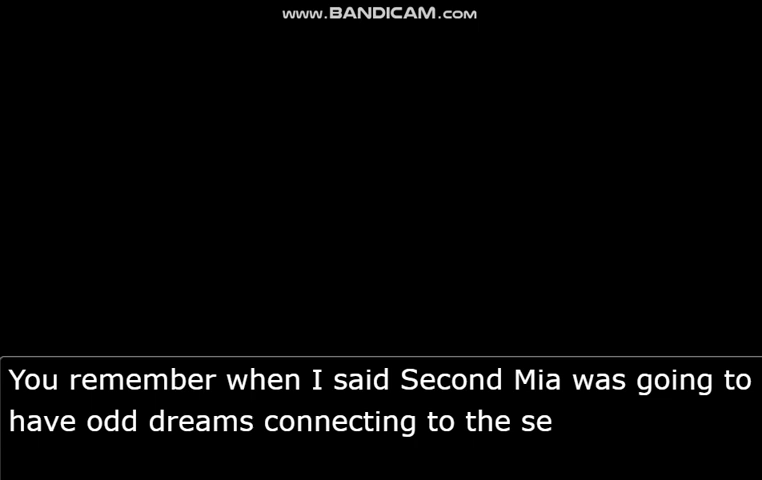 www.BANDICAM.com
You remember when I said Second Mia was going to
have odd dreams connecting to the se